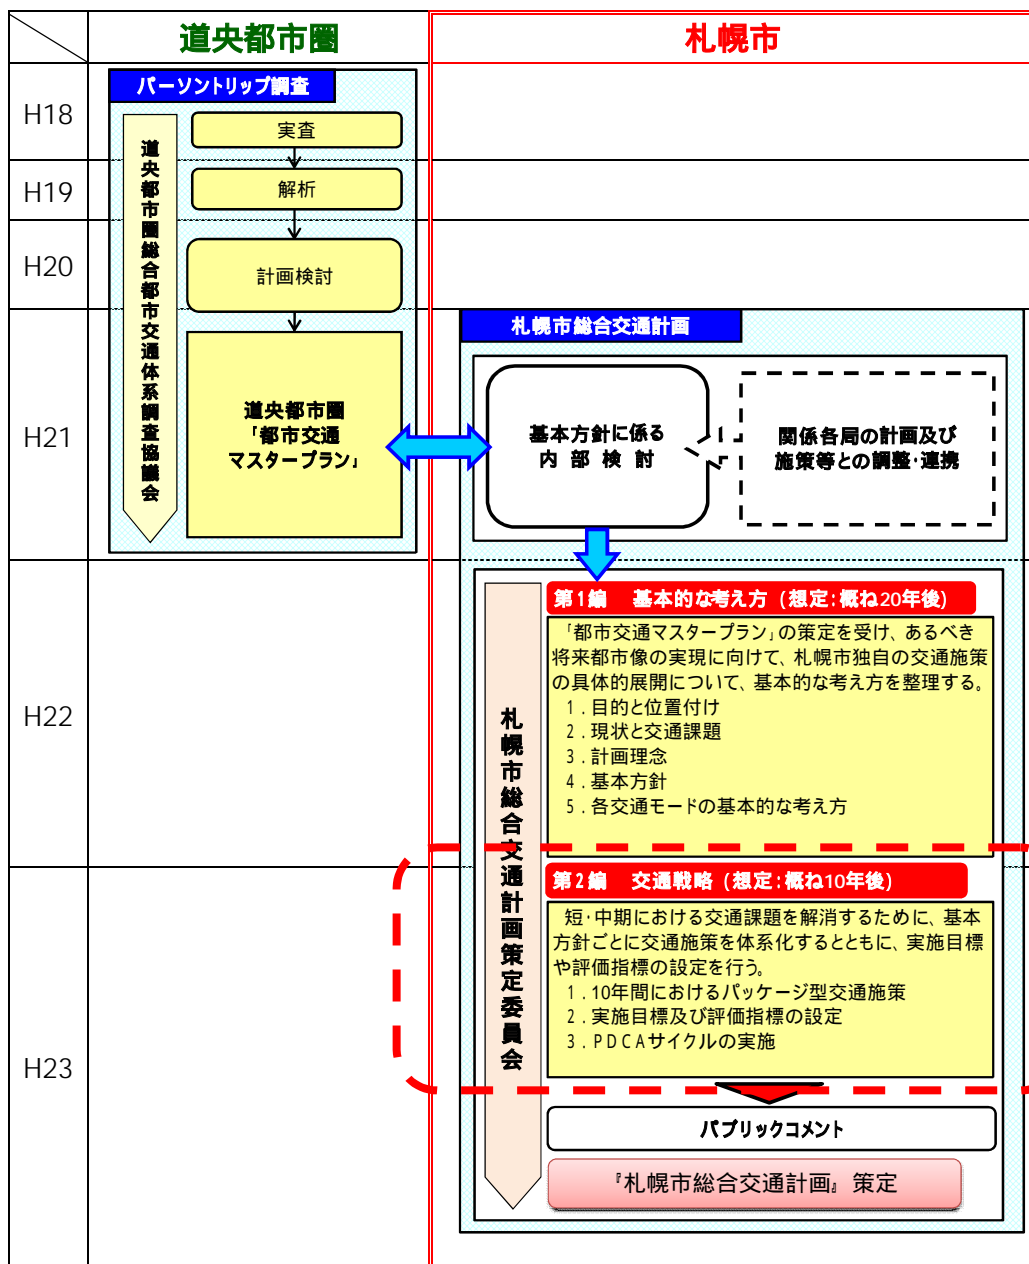 道央都市圏
札幌市
H18
パーソントリップ調査
実査
H19
解析
H20
計画検討
道央都市圏総合都市交通体系調査協議会
H21
道央都市圏
「都市交通
マスタープラン」
札幌市総合交通計画
基本方針に係る
内部検討
関係各局の計画及び
施策等との調整・連携
H22
札幌市総合交通計画策定委員会
第1編 基本的な考え方（想定：概ね20年後）
「都市交通マスタープラン」の策定を受け、あるべき
将来都市像の実現に向けて、札幌市独自の交通施策
の具体的展開について、基本的な考え方を整理する。
1．目的と位置付け
2．現状と交通課題
3．計画理念
4．基本方針
5．各交通モードの基本的な考え方
H23
第2編 交通戦略（想定：概ね10年後）
短・中期における交通課題を解消するために、基本
方針ごとに交通施策を体系化するとともに、実施目標
や評価指標の設定を行う。
1．10年間におけるパッケージ型交通施策
2．実施目標及び評価指標の設定
3．PDCAサイクルの実施
パブリックコメント
『札幌市総合交通計画』策定